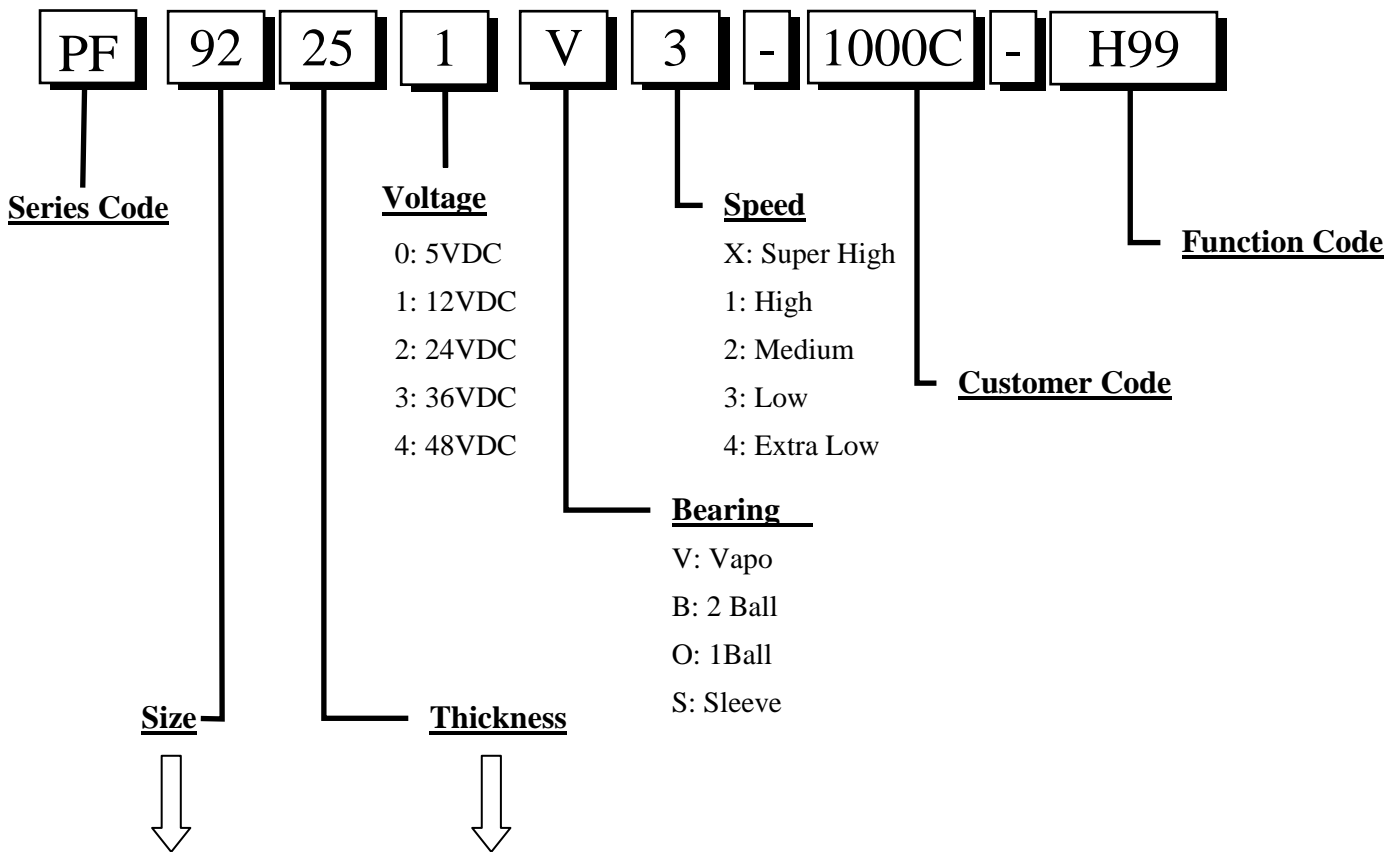 PF 92 25 1 V 3 - 1000C - H99
Series Code
Voltage
0: 5VDC
1: 12VDC
2: 24VDC
3: 36VDC
4: 48VDC
Speed
X: Super High
1: High
2: Medium
3: Low
4: Extra Low
Function Code
Customer Code
Bearing
V: Vapo
B: 2 Ball
O: 1Ball
S: Sleeve
Size
Thickness